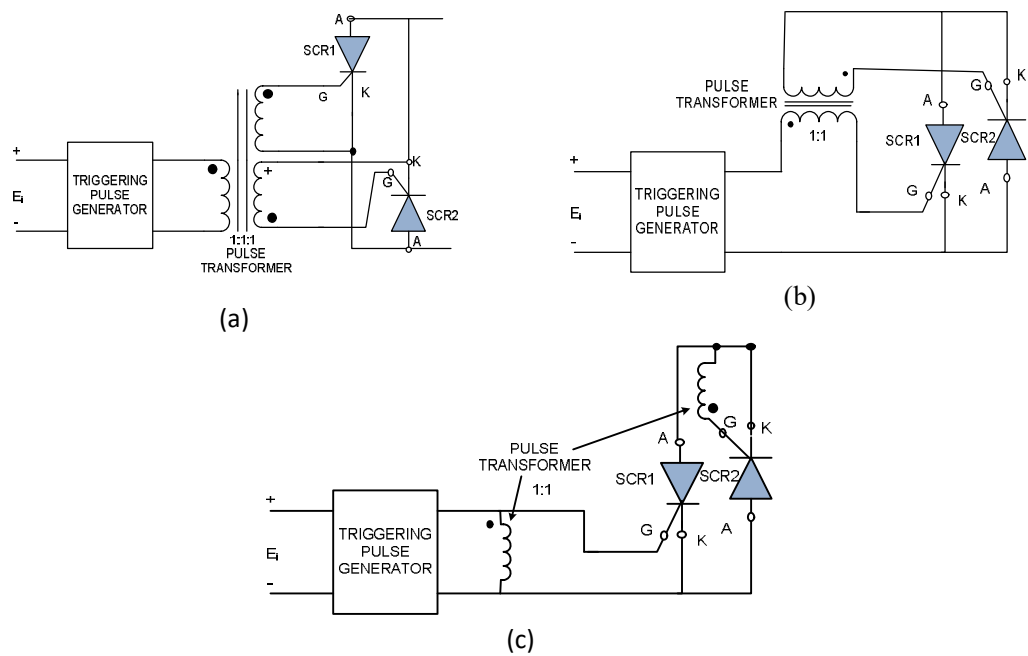 A
SCR1
G
K
+
E i
-
TRIGGERING
PULSE
GENERATOR
+
K
G
SCR2
A
1:1:1
PULSE
TRANSFORMER
(a)
PULSE
TRANSFORMER
1:1
G
K
A
SCR1
SCR2
G
K
A
+
E i
-
TRIGGERING
PULSE
GENERATOR
(b)
PULSE
TRANSFORMER
1:1
G
K
A
SCR1
SCR2
G
K
A
+
E i
-
TRIGGERING
PULSE
GENERATOR
(c)